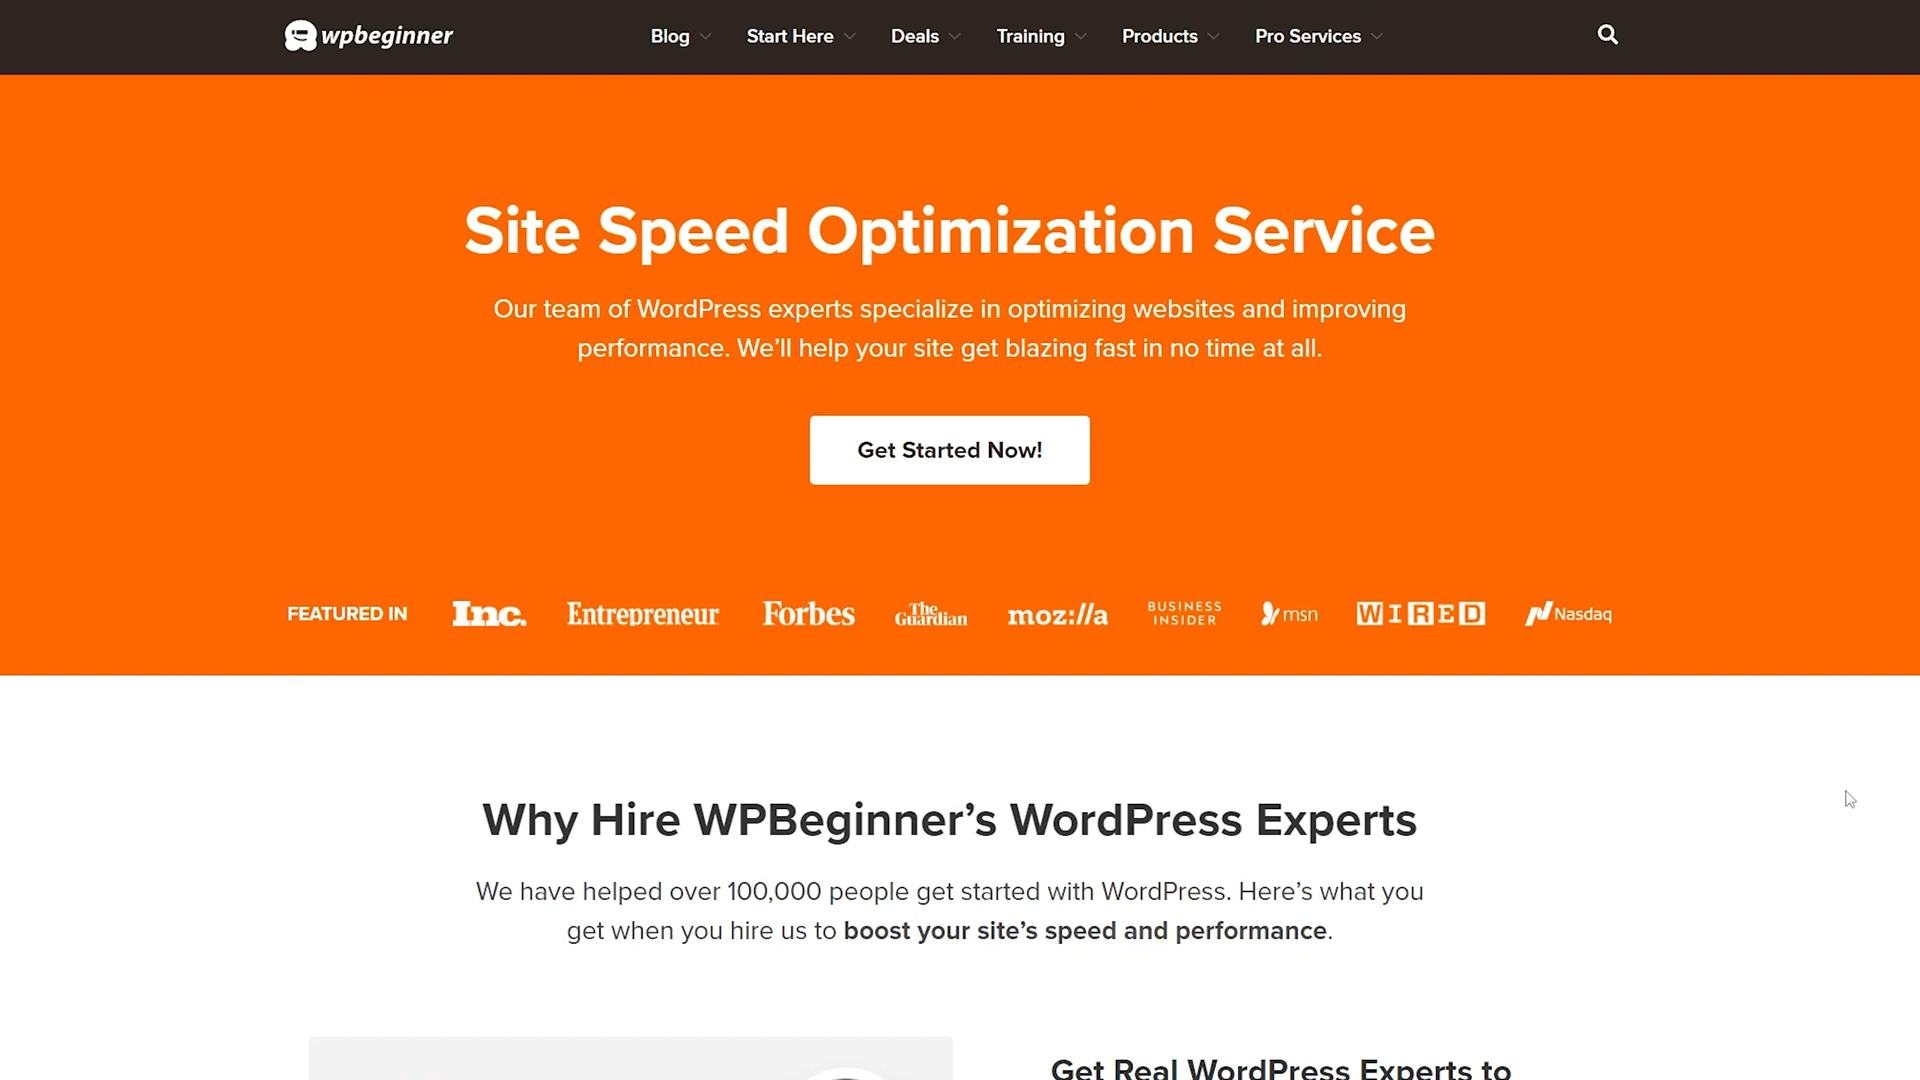 wpbeginner
Blog Start Here Deals Training Products Pro Services
Site Speed Optimization Service
Our team of WordPress experts specialize in optimizing websites and improving
performance. We’ll help your site get blazing fast in no time at all.
Get Started Now!
FEATURED IN Inc. Entrepreneur Forbes The Guardian moz://a BUSINESS INSIDER msn WIRED Nasdaq
Why Hire WPBeginner’s WordPress Experts
We have helped over 100,000 people get started with WordPress. Here’s what you
get when you hire us to boost your site’s speed and performance.
Get Real WordPress Experts to